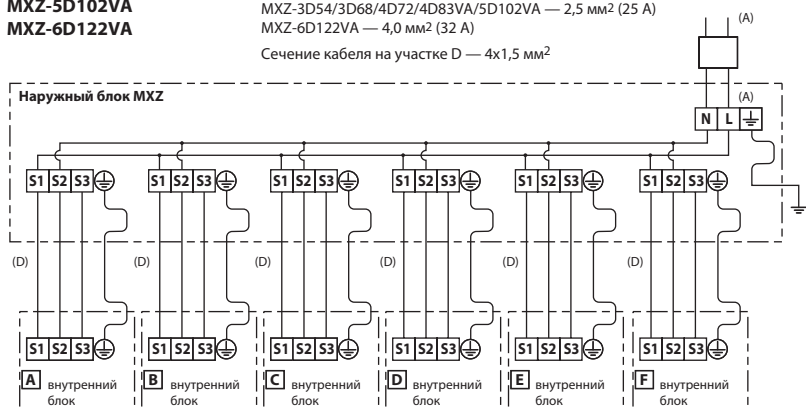 MXZ-5D102VA
MXZ-6D122VA
MXZ-3D54/3D68/4D72/4D83VA/5D102VA — 2,5 мм2 (25 А)
MXZ-6D122VA — 4,0 мм2 (32 А)
Сечение кабеля на участке D — 4x1,5 мм2
(A)
Наружный блок MXZ
(A)
N L
S1 S2 S3 S1 S2 S3 S1 S2 S3 S1 S2 S3 S1 S2 S3 S1 S2 S3
(D) (D) (D) (D) (D) (D)
S1 S2 S3 S1 S2 S3 S1 S2 S3 S1 S2 S3 S1 S2 S3 S1 S2 S3
A внутренний блок
B внутренний блок
C внутренний блок
D внутренний блок
E внутренний блок
F внутренний блок